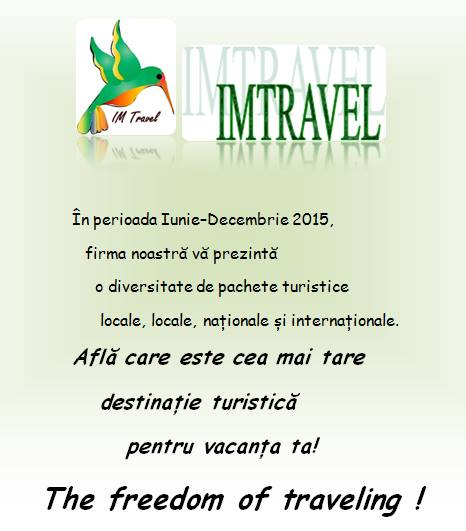 IM Travel
IMTRAVEL
În perioada Iunie-Decembrie 2015,
firma noastră vă prezintă
o diversitate de pachete turistice
locale, locale, naționale și internaționale.
Află care este cea mai tare
destinație turistică
pentru vacanța ta!
The freedom of traveling !